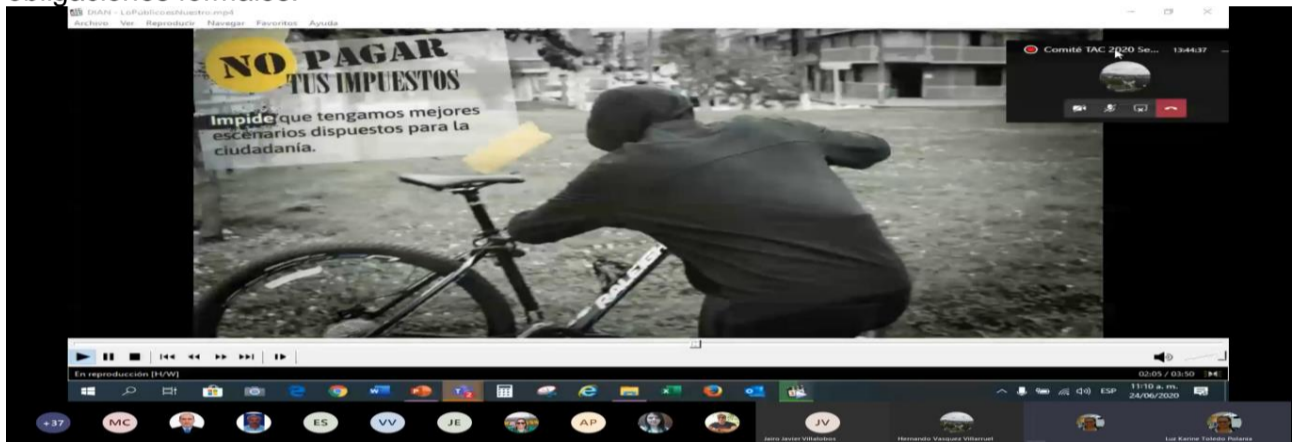 obligaciones formales.
DIAN - LoPúblicoesNuestro.mp4
Archivo Ver Reproducir Navegar Favoritos Ayuda
NO PAGAR
TUS IMPUESTOS
Impide que tengamos mejores
escenarios dispuestos para la
ciudadanía.
Comité TAC 2020 Se... 13:44:37
RALEIGH
En reproducción [H/W]
02:05 / 03:50
ESP
11:10 a. m.
24/06/2020
+37 MC ES VV JE AP JV
Jairo Javier Villalobos Hernando Vasquez Villarruel Luz Karine Toledo Polania